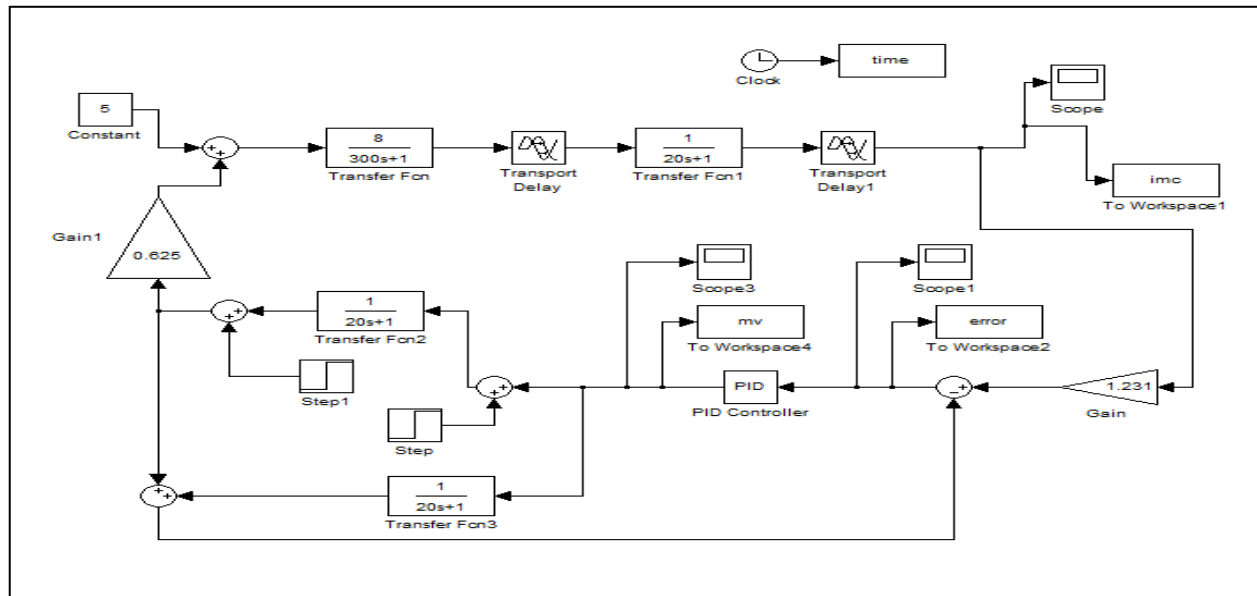 time
Clock
Scope
5
Constant
+
+
8
300s+1
Transfer Fcn
Transport
Delay
1
20s+1
Transfer Fcn1
Transport
Delay1
imc
To Workspace1
Gain1
0.625
Scope3
Scope1
1
20s+1
Transfer Fcn2
+
+
mv
To Workspace4
error
To Workspace2
Step1
+
+
PID
PID Controller
+
−
1.231
Gain
Step
+
+
1
20s+1
Transfer Fcn3